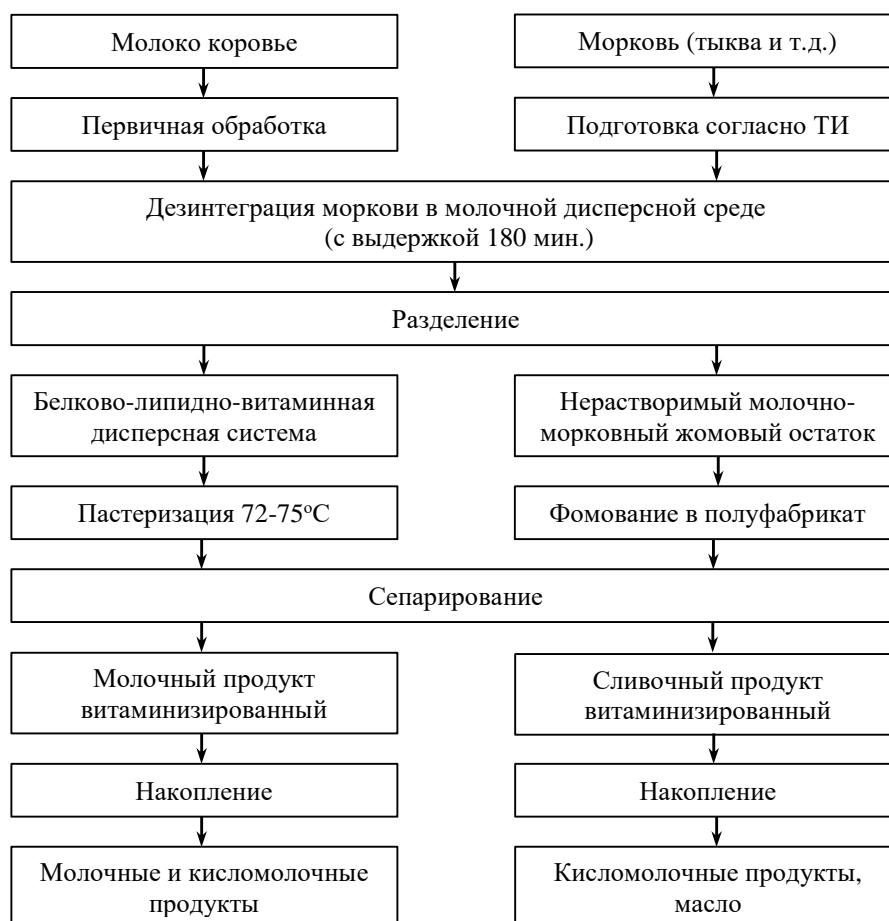 Молоко коровье
Морковь (тыква и т.д.)
Первичная обработка
Подготовка согласно ТИ
Дезинтеграция моркови в молочной дисперсной среде
(с выдержкой 180 мин.)
Разделение
Белково-липидно-витаминная
дисперсная система
Нерастворимый молочно-
морковный жомовый остаток
Пастеризация 72-75°С
Фомование в полуфабрикат
Сепарирование
Молочный продукт
витаминизированный
Сливочный продукт
витаминизированный
Накопление
Накопление
Молочные и кисломолочные
продукты
Кисломолочные продукты,
масло